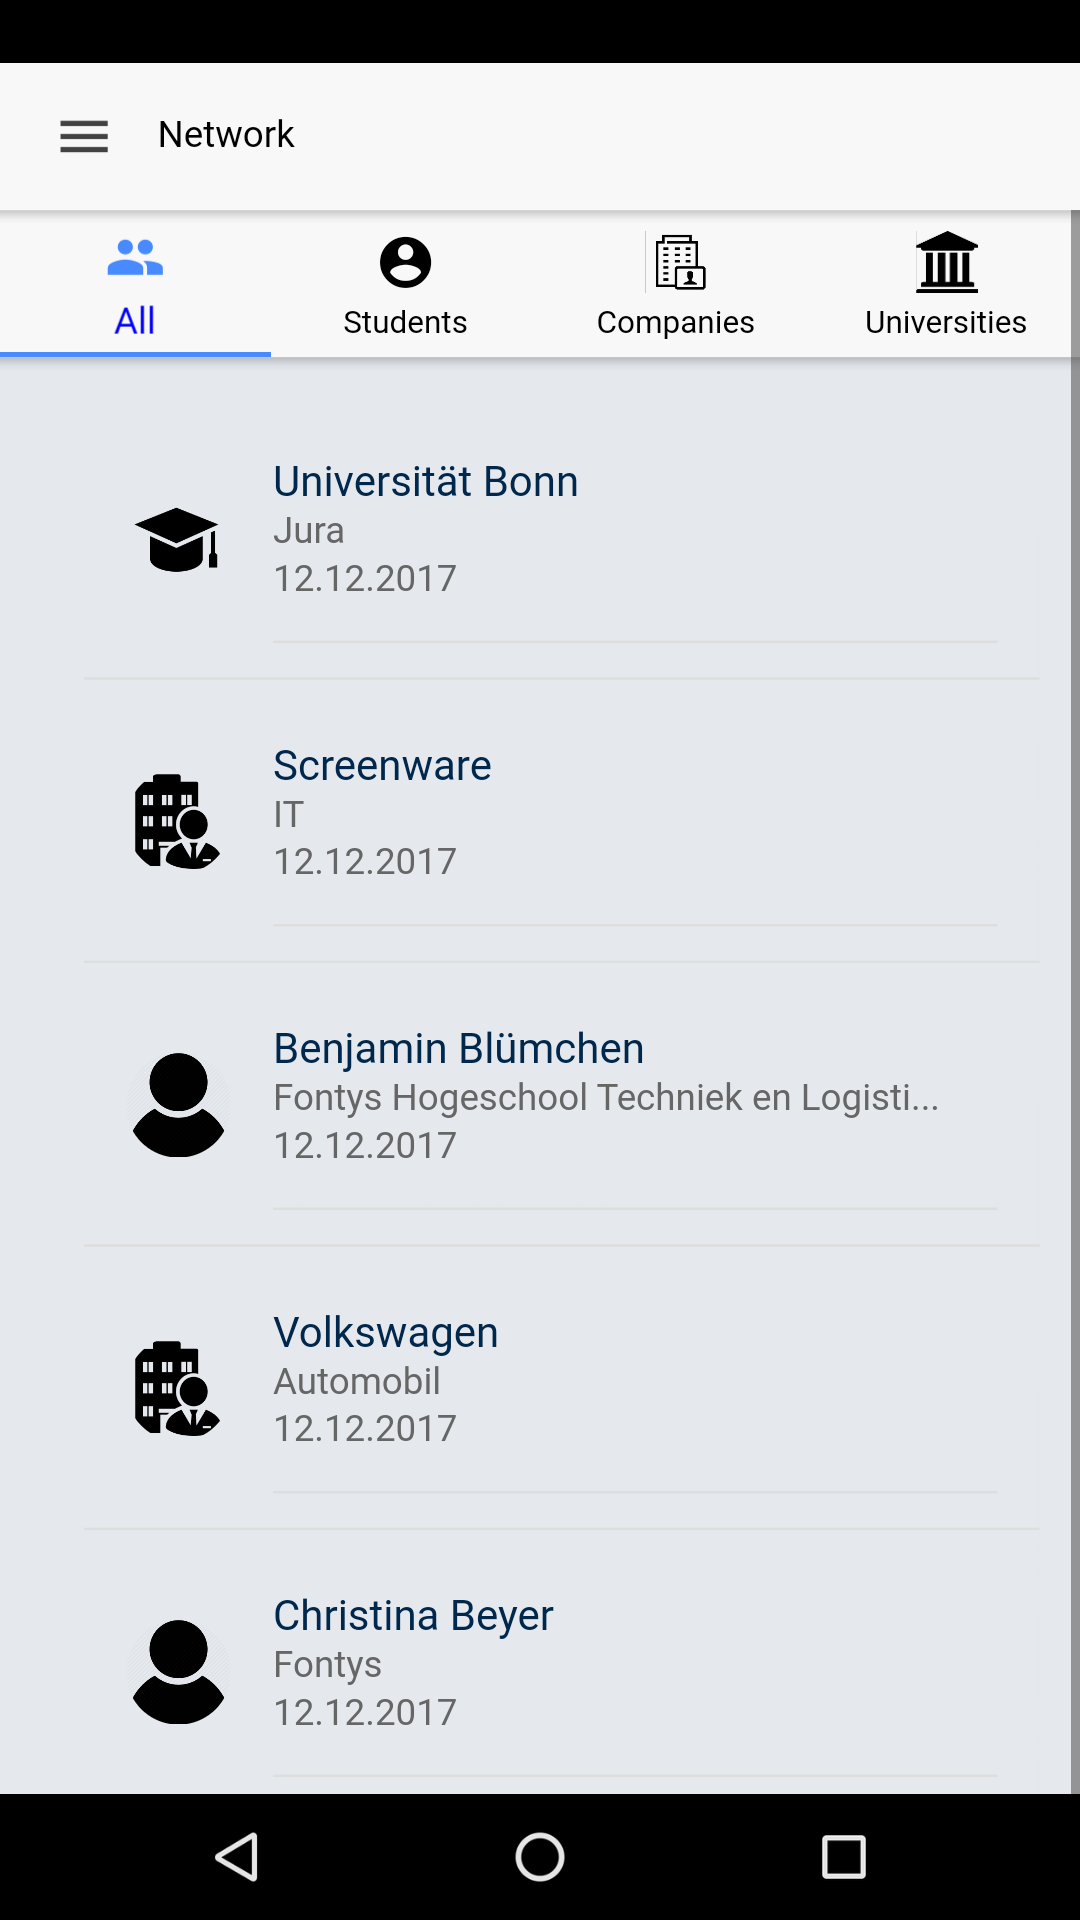 Network
All
Students
Companies
Universities
Universität Bonn
Jura
12.12.2017
Screenware
IT
12.12.2017
Benjamin Blümchen
Fontys Hogeschool Techniek en Logisti...
12.12.2017
Volkswagen
Automobil
12.12.2017
Christina Beyer
Fontys
12.12.2017